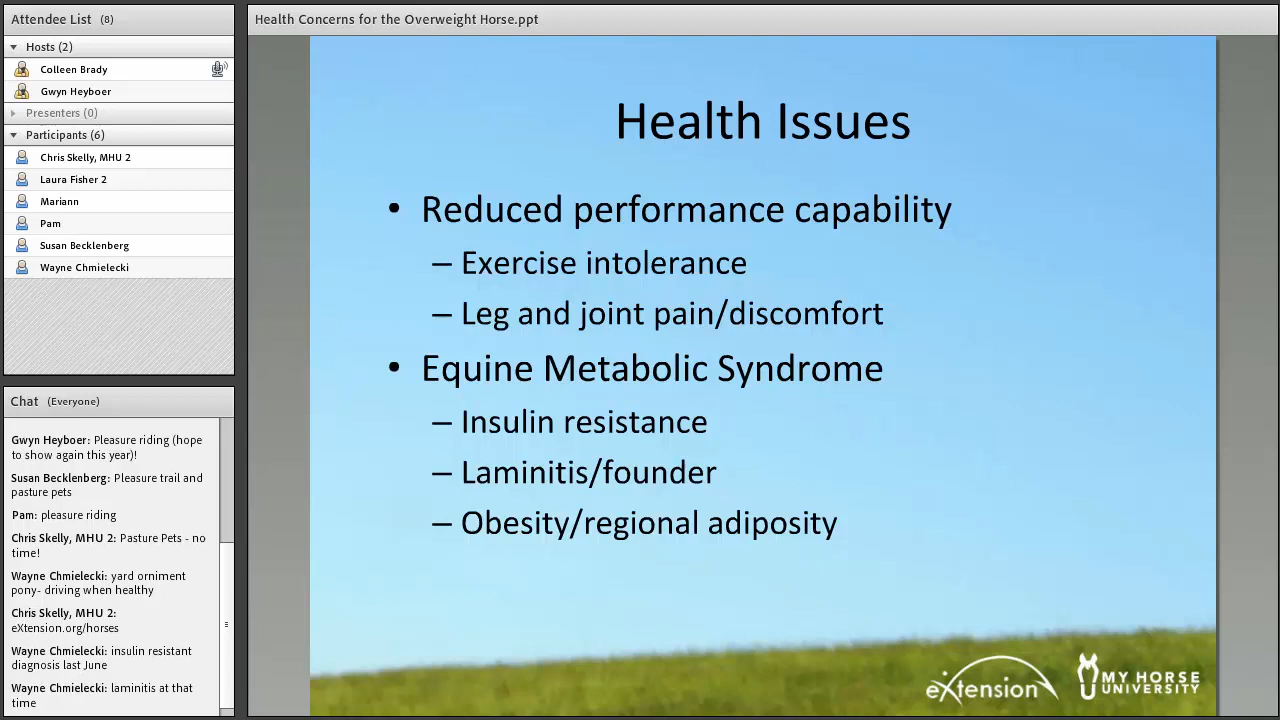 Attendee List (8)
Hosts (2)
Colleen Brady
Gwyn Heyboer
Presenters (0)
Participants (6)
Chris Skelly, MHU 2
Laura Fisher 2
Mariann
Pam
Susan Becklenberg
Wayne Chmielecki
Chat (Everyone)
Gwyn Heyboer: Pleasure riding (hope
to show again this year)!
Susan Becklenberg: Pleasure trail and
pasture pets
Pam: pleasure riding
Chris Skelly, MHU 2: Pasture Pets - no
time!
Wayne Chmielecki: yard orniment
pony- driving when healthy
Chris Skelly, MHU 2:
eXtension.org/horses
Wayne Chmielecki: insulin resistant
diagnosis last June
Wayne Chmielecki: laminitis at that
time
Health Concerns for the Overweight Horse.ppt
Health Issues
• Reduced performance capability
– Exercise intolerance
– Leg and joint pain/discomfort
• Equine Metabolic Syndrome
– Insulin resistance
– Laminitis/founder
– Obesity/regional adiposity
eXtension
MY HORSE
UNIVERSITY